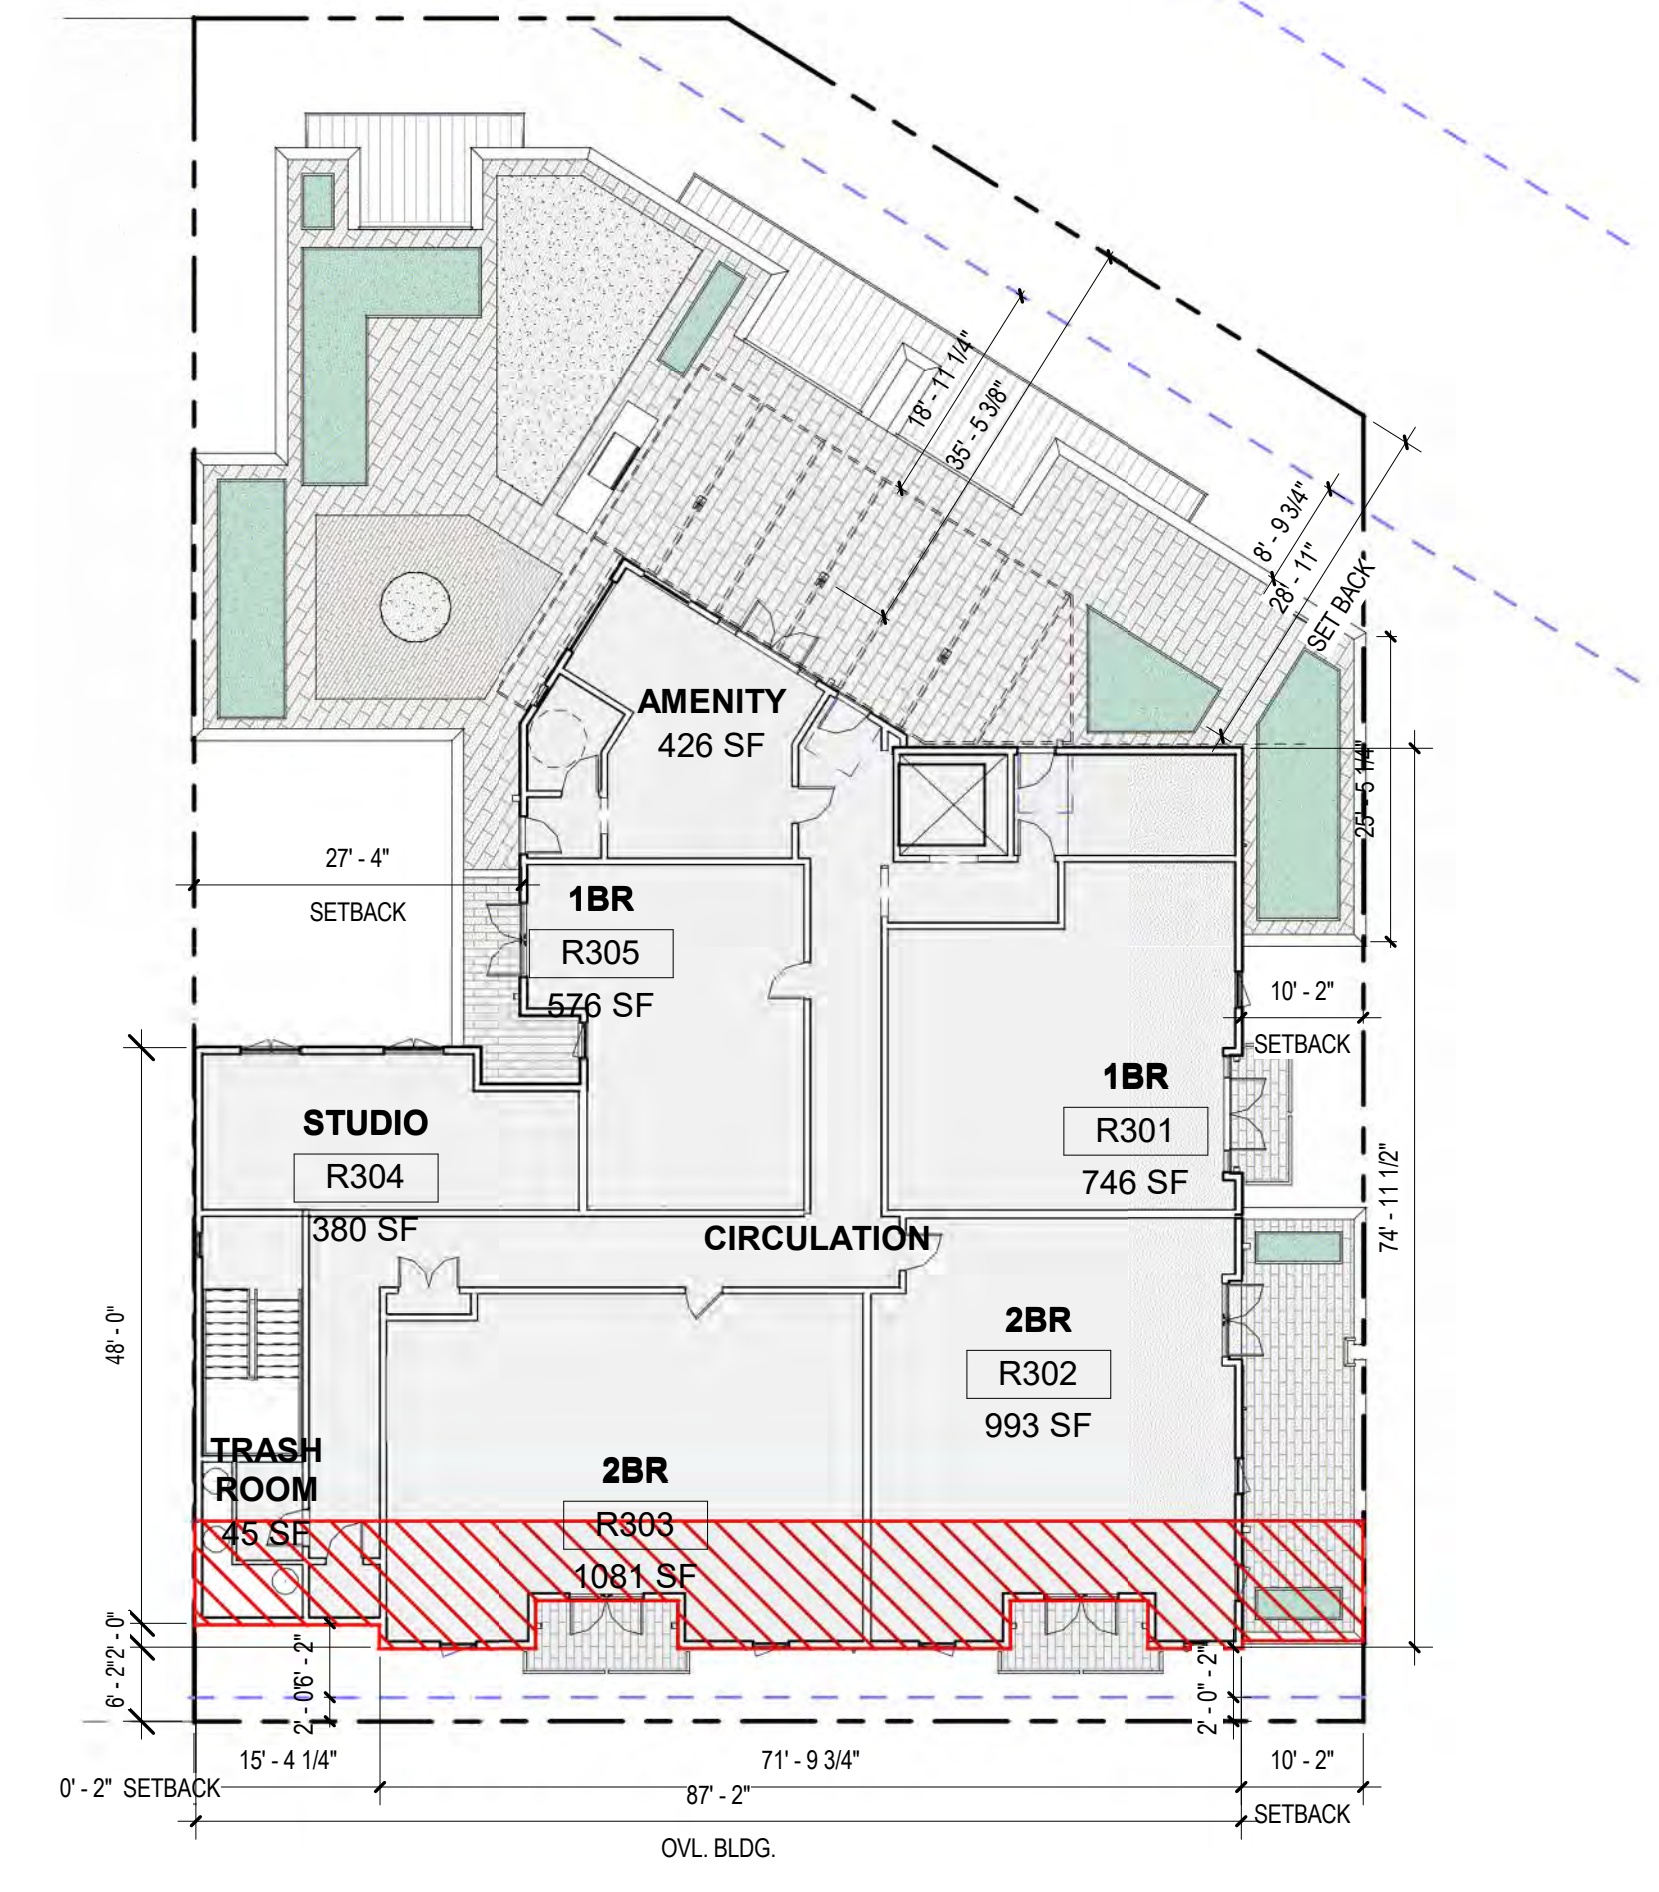 18' - 11 1/4"
35' - 5 3/8"
8' - 9 3/4"
28' - 11"
SET BACK
AMENITY
426 SF
25' - 5 1/4"
27' - 4"
SETBACK
1BR
R305
576 SF
10' - 2"
SETBACK
1BR
R301
746 SF
STUDIO
R304
380 SF
74' - 11 1/2"
CIRCULATION
48' - 0"
2BR
R302
993 SF
TRASH
ROOM
45 SF
2BR
R303
1081 SF
2' - 0"
6' - 2"
6' - 2"
2' - 0"
2' - 0" - 2"
15' - 4 1/4"
71' - 9 3/4"
10' - 2"
0' - 2" SETBACK
87' - 2"
SETBACK
OVL. BLDG.